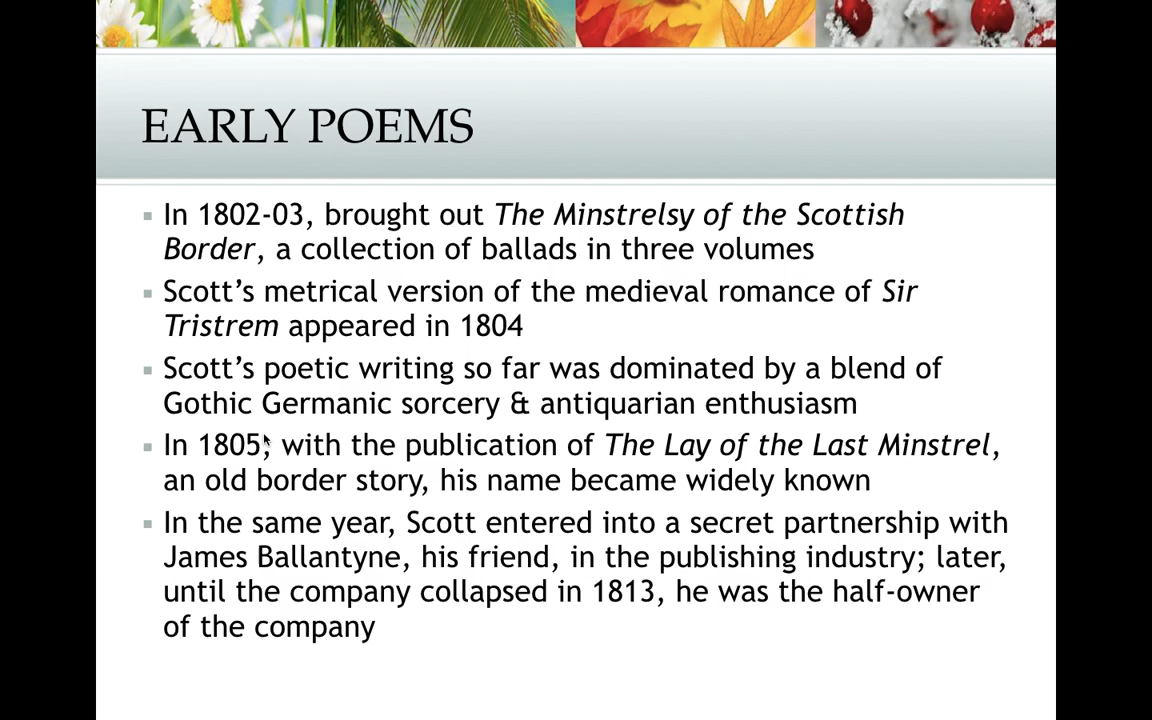 EARLY POEMS
▪ In 1802-03, brought out The Minstrelsy of the Scottish
Border, a collection of ballads in three volumes
▪ Scott’s metrical version of the medieval romance of Sir
Tristrem appeared in 1804
▪ Scott’s poetic writing so far was dominated by a blend of
Gothic Germanic sorcery & antiquarian enthusiasm
▪ In 1805, with the publication of The Lay of the Last Minstrel,
an old border story, his name became widely known
▪ In the same year, Scott entered into a secret partnership with
James Ballantyne, his friend, in the publishing industry; later,
until the company collapsed in 1813, he was the half-owner
of the company